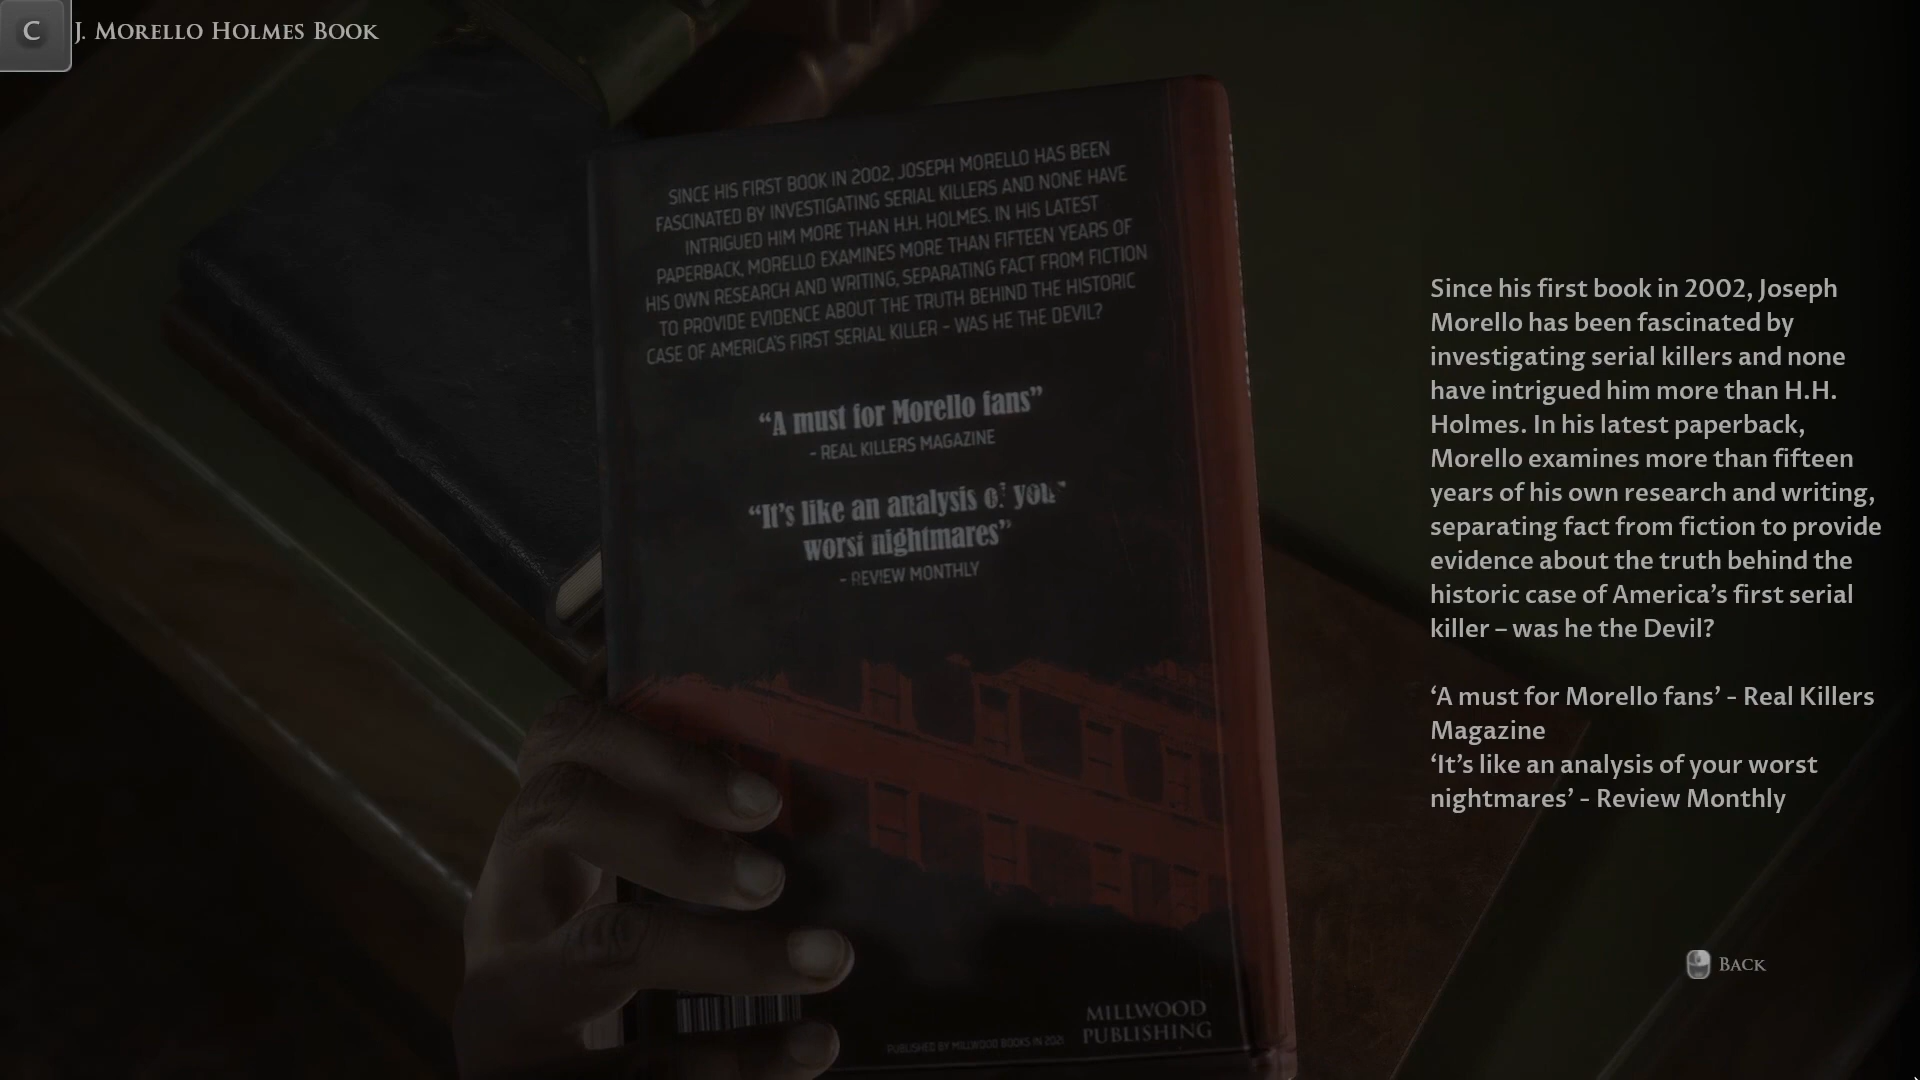 C
J. Morello Holmes Book
SINCE HIS FIRST BOOK IN 2002, JOSEPH MORELLO HAS BEEN
FASCINATED BY INVESTIGATING SERIAL KILLERS AND NONE HAVE
INTRIGUED HIM MORE THAN H.H. HOLMES. IN HIS LATEST
PAPERBACK, MORELLO EXAMINES MORE THAN FIFTEEN YEARS OF
HIS OWN RESEARCH AND WRITING, SEPARATING FACT FROM FICTION
TO PROVIDE EVIDENCE ABOUT THE TRUTH BEHIND THE HISTORIC
CASE OF AMERICA'S FIRST SERIAL KILLER - WAS HE THE DEVIL?
“A must for Morello fans”
- REAL KILLERS MAGAZINE
“It's like an analysis of your
worst nightmares”
- REVIEW MONTHLY
PUBLISHED BY MILLWOOD BOOKS IN
MILLWOOD
PUBLISHING
Since his first book in 2002, Joseph
Morello has been fascinated by
investigating serial killers and none
have intrigued him more than H.H.
Holmes. In his latest paperback,
Morello examines more than fifteen
years of his own research and writing,
separating fact from fiction to provide
evidence about the truth behind the
historic case of America’s first serial
killer – was he the Devil?
‘A must for Morello fans’ - Real Killers
Magazine
‘It’s like an analysis of your worst
nightmares’ - Review Monthly
Back